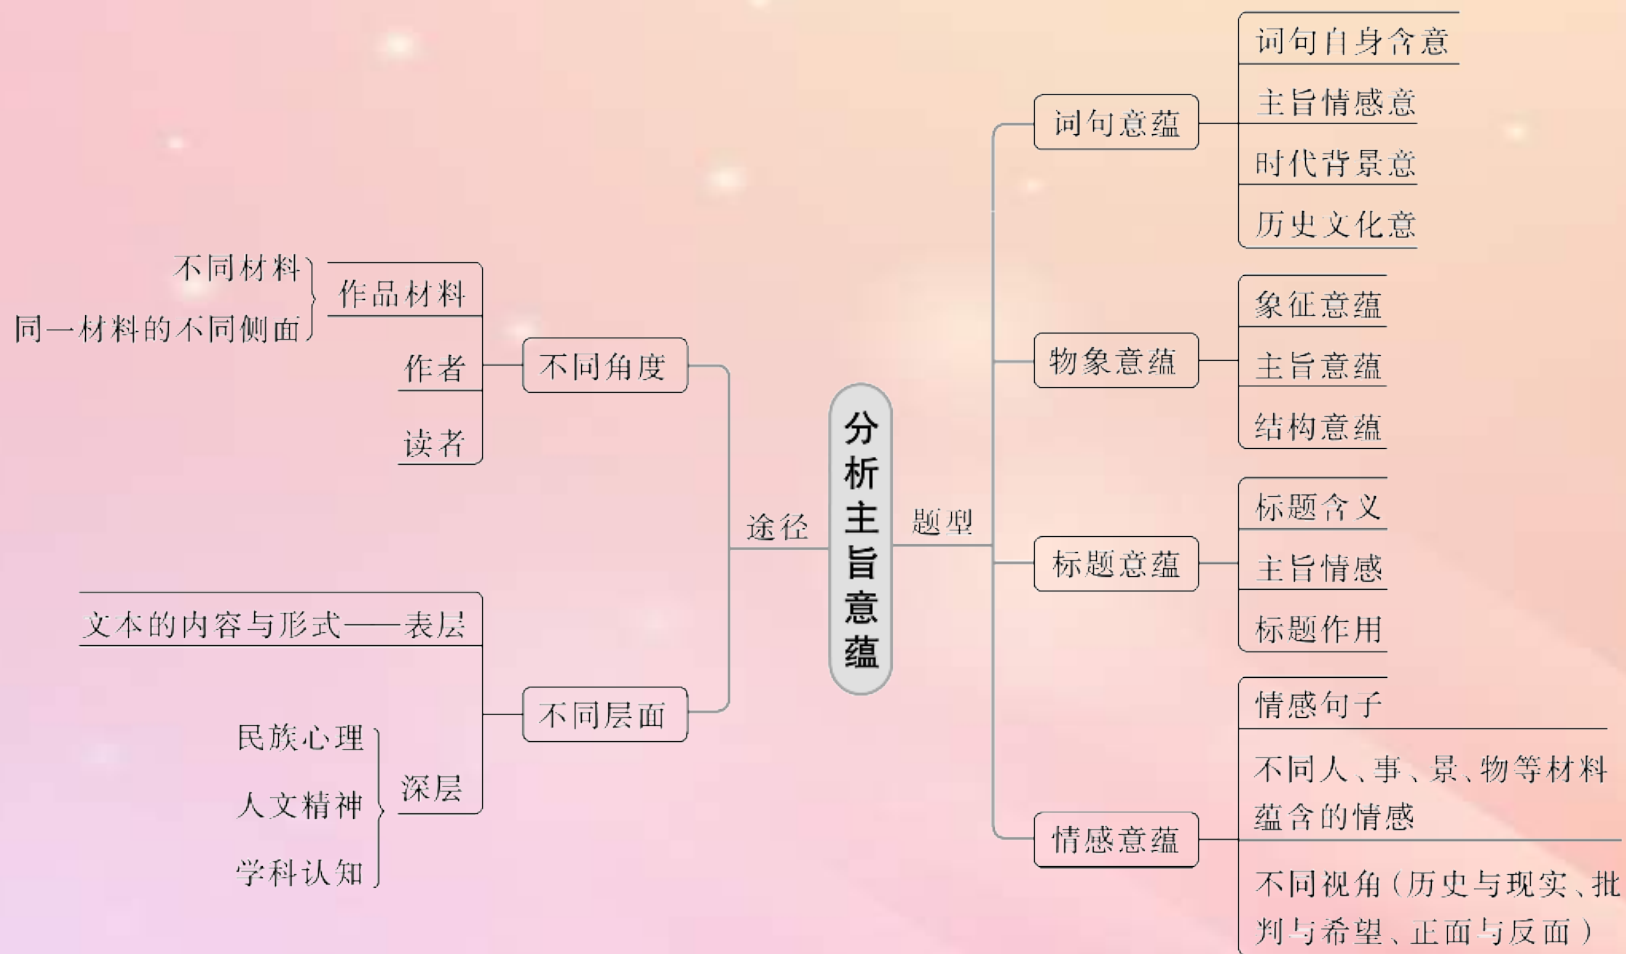 分析主旨意蕴
途径
不同角度
作品材料
不同材料
同一材料的不同侧面
作者
读者
不同层面
文本的内容与形式——表层
深层
民族心理
人文精神
学科认知
题型
词句意蕴
词句自身含意
主旨情感意
时代背景意
历史文化意
物象意蕴
象征意蕴
主旨意蕴
结构意蕴
标题意蕴
标题含义
主旨情感
标题作用
情感意蕴
情感句子
不同人、事、景、物等材料
蕴含的情感
不同视角(历史与现实、批
判与希望、正面与反面)